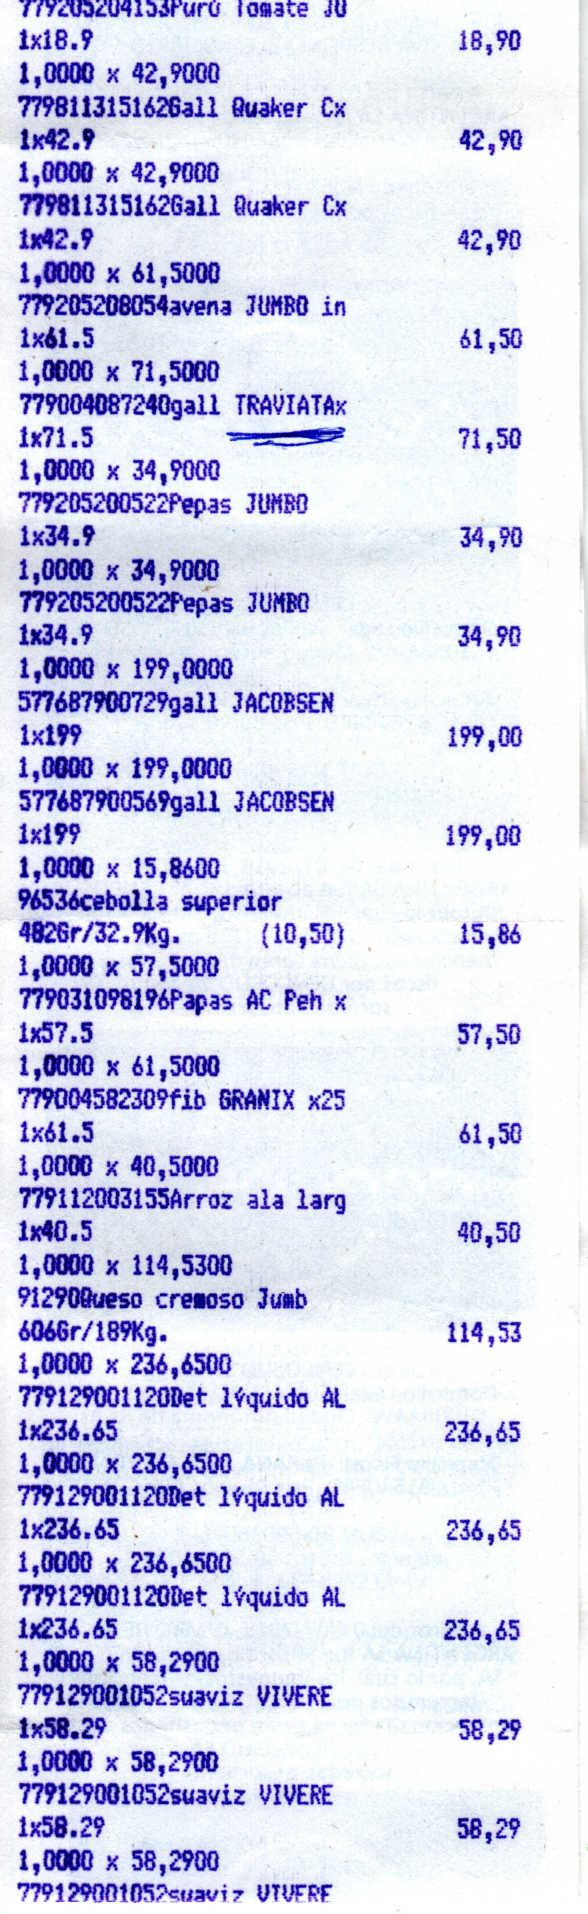 779205204153Puró Tomate JU
1x18.9 18,90
1,0000 x 42,9000
779811315162Gall Quaker Cx
1x42.9 42,90
1,0000 x 42,9000
779811315162Gall Quaker Cx
1x42.9 42,90
1,0000 x 61,5000
779205208054avena JUMBO in
1x61.5 61,50
1,0000 x 71,5000
779004087240gall TRAVIATAx
1x71.5 71,50
1,0000 x 34,9000
779205200522Pepas JUMBO
1x34.9 34,90
1,0000 x 34,9000
779205200522Pepas JUMBO
1x34.9 34,90
1,0000 x 199,0000
577687900729gall JACOBSEN
1x199 199,00
1,0000 x 199,0000
577687900569gall JACOBSEN
1x199 199,00
1,0000 x 15,8600
96536cebolla superior
482Gr/32.9Kg. (10,50) 15,86
1,0000 x 57,5000
779031098196Papas AC Peh x
1x57.5 57,50
1,0000 x 61,5000
779004582309fib GRANIX x25
1x61.5 61,50
1,0000 x 40,5000
779112003155Arroz ala larg
1x40.5 40,50
1,0000 x 114,5300
91290Queso cremoso Jumb
606Gr/189Kg. 114,53
1,0000 x 236,6500
779129001120Det lÝquido AL
1x236.65 236,65
1,0000 x 236,6500
779129001120Det lÝquido AL
1x236.65 236,65
1,0000 x 236,6500
779129001120Det lÝquido AL
1x236.65 236,65
1,0000 x 58,2900
779129001052suaviz VIVERE
1x58.29 58,29
1,0000 x 58,2900
779129001052suaviz VIVERE
1x58.29 58,29
1,0000 x 58,2900
779129001052suaviz VIVERE